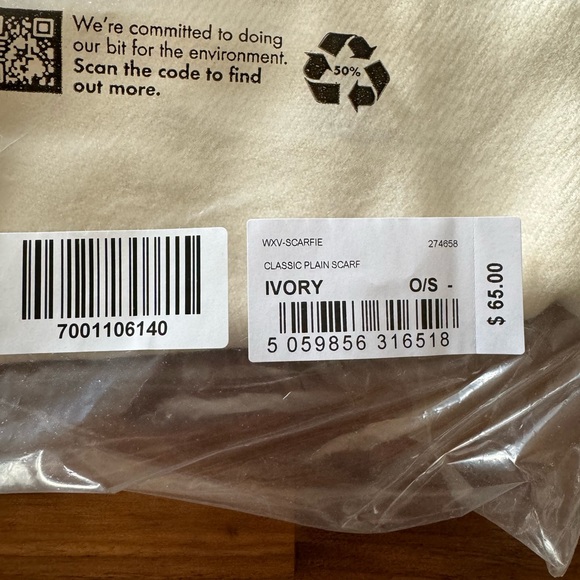 We're committed to doing
our bit for the environment.
Scan the code to find
out more.
50%
7001106140
WXV-SCARFIE 274658
CLASSIC PLAIN SCARF
IVORY O/S -
5 059856 316518
$ 65.00